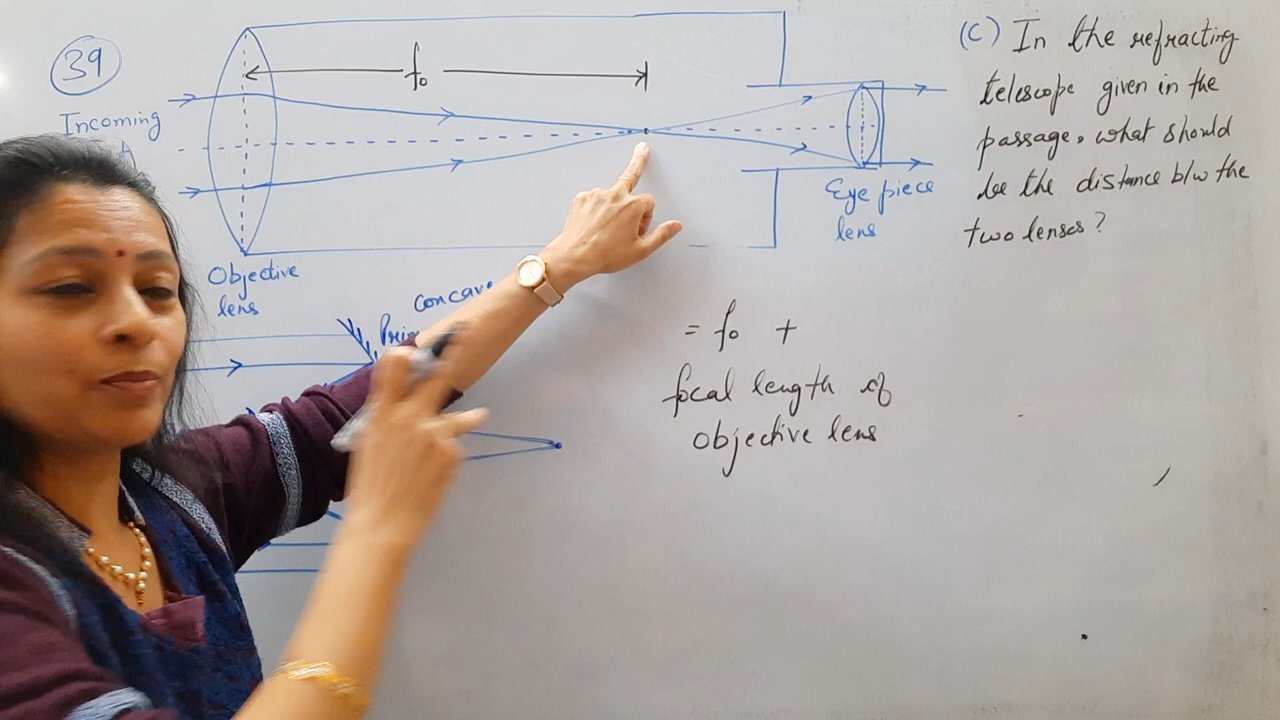 39
f₀
Incoming
Objective
lens
Eye piece
lens
(C) In the refracting
telescope given in the
passage, what should
be the distance b/w the
two lenses?
concave
= f₀ +
focal length of
objective lens